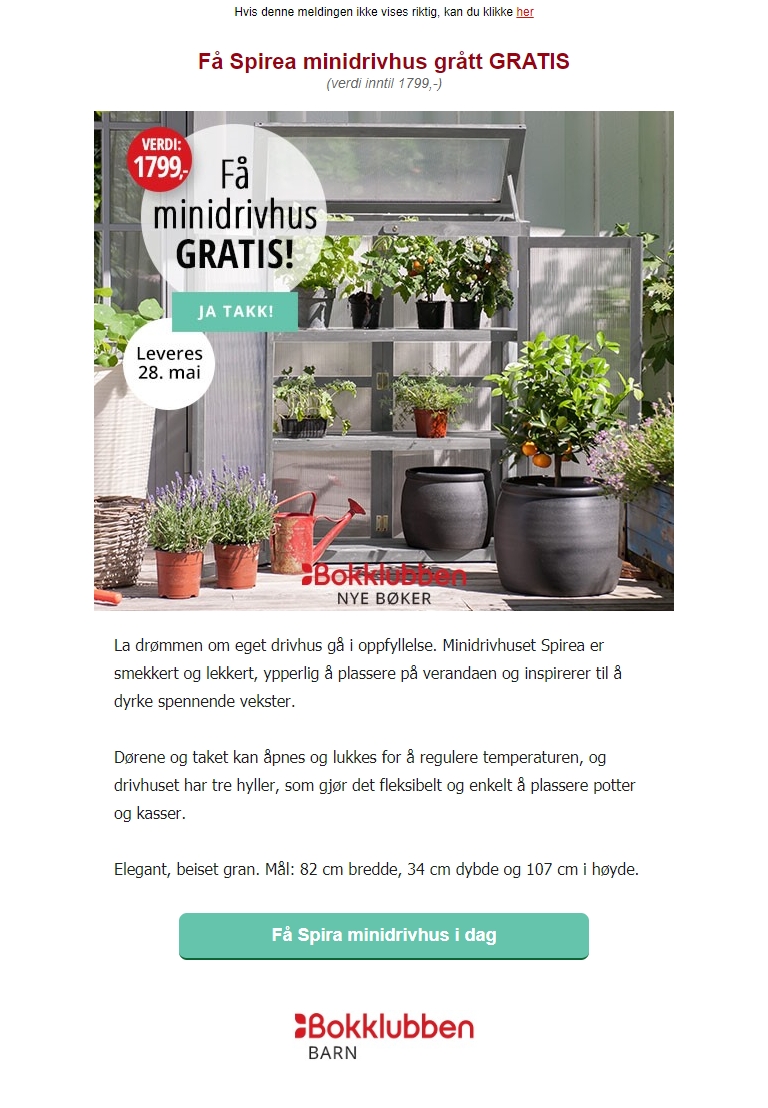 Hvis denne meldingen ikke vises riktig, kan du klikke her
Få Spirea minidrivhus grått GRATIS
(verdi inntil 1799,-)
VERDI:
1799,-
Få
minidrivhus
GRATIS!
JA TAKK!
Leveres
28. mai
Bokklubben
NYE BØKER
La drømmen om eget drivhus gå i oppfyllelse. Minidrivhuset Spirea er
smekkert og lekkert, ypperlig å plassere på verandaen og inspirerer til å
dyrke spennende vekster.
Dørene og taket kan åpnes og lukkes for å regulere temperaturen, og
drivhuset har tre hyller, som gjør det fleksibelt og enkelt å plassere potter
og kasser.
Elegant, beiset gran. Mål: 82 cm bredde, 34 cm dybde og 107 cm i høyde.
Få Spira minidrivhus i dag
Bokklubben
BARN